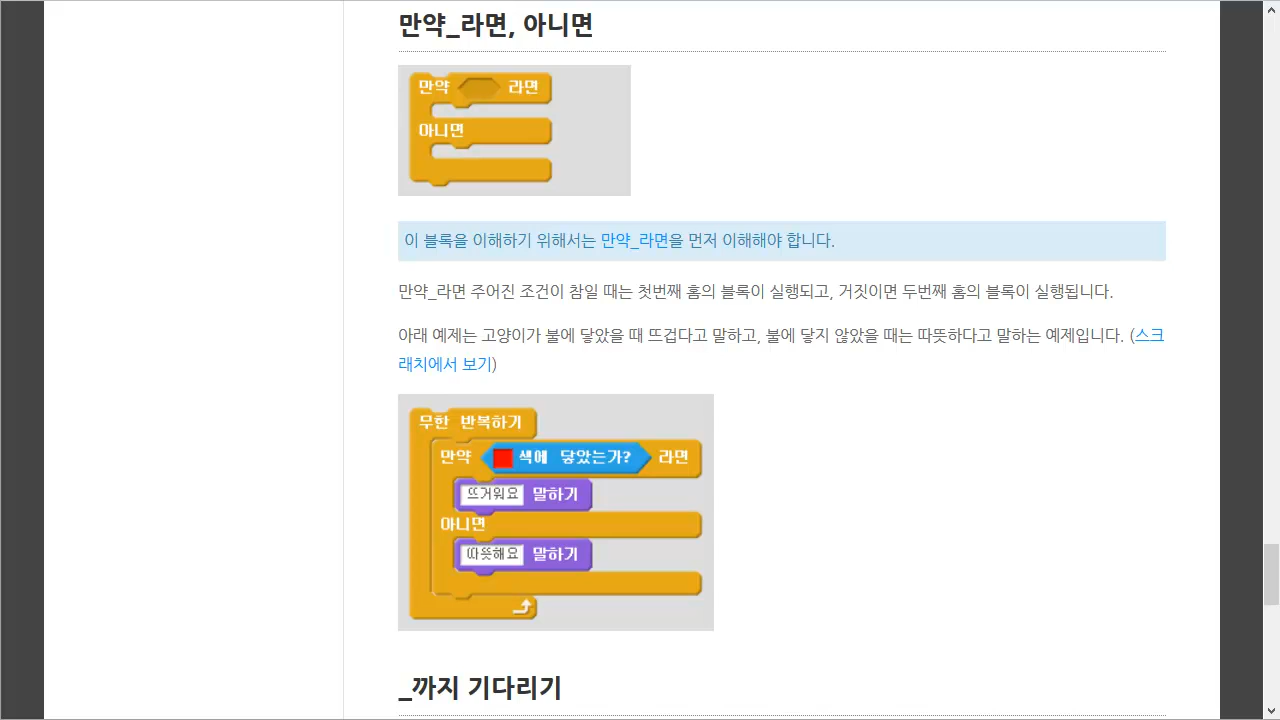 만약_라면, 아니면
만약 라면
아니면
이 블록을 이해하기 위해서는 만약_라면을 먼저 이해해야 합니다.
만약_라면 주어진 조건이 참일 때는 첫번째 홈의 블록이 실행되고, 거짓이면 두번째 홈의 블록이 실행됩니다.
아래 예제는 고양이가 불에 닿았을 때 뜨겁다고 말하고, 불에 닿지 않았을 때는 따뜻하다고 말하는 예제입니다. (스크
래치에서 보기)
무한 반복하기
만약 색에 닿았는가? 라면
뜨거워요 말하기
아니면
따뜻해요 말하기
_까지 기다리기